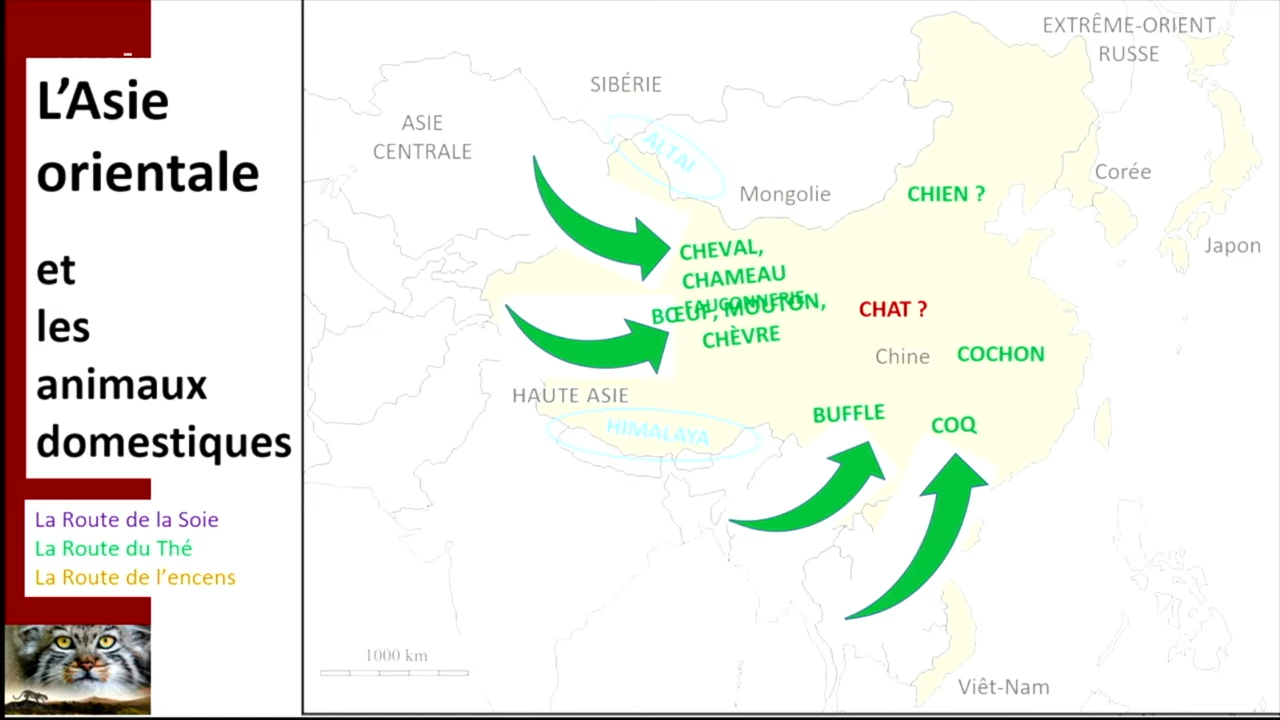 L'Asie
orientale
et
les
animaux
domestiques
La Route de la Soie
La Route du Thé
La Route de l'encens
EXTRÊME-ORIENT
RUSSE
SIBÉRIE
ASIE
CENTRALE
ALTAI
Mongolie
CHIEN ?
Corée
Japon
CHEVAL,
CHAMEAU
FAUCONNERIE
BŒUF, MOUTON,
CHÈVRE
CHAT ?
Chine
COCHON
HAUTE ASIE
HIMALAYA
BUFFLE
COQ
1000 km
Viêt-Nam